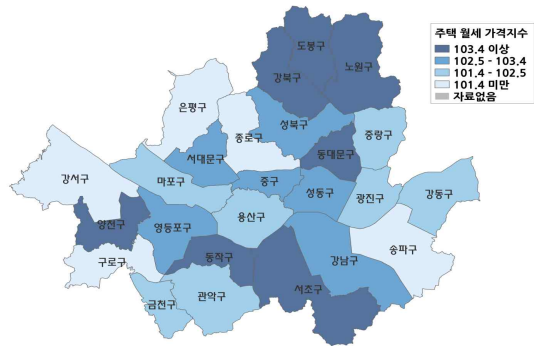 주택 월세 가격지수
103.4 이상
102.5 - 103.4
101.4 - 102.5
101.4 미만
자료없음
도봉구
노원구
강북구
은평구
성북구
중랑구
종로구
동대문구
서대문구
강서구
마포구
중구
성동구
광진구
강동구
양천구
영등포구
용산구
송파구
구로구
동작구
강남구
서초구
금천구
관악구